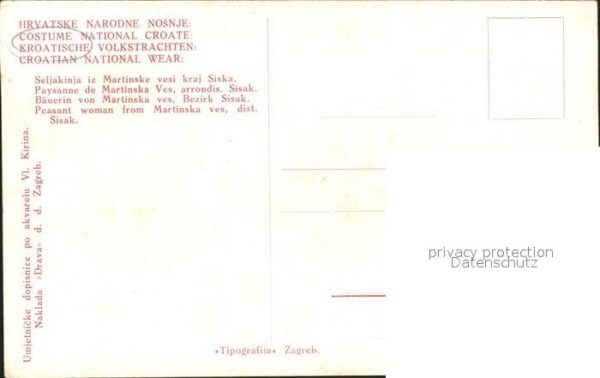 HRVATSKE NARODNE NOŠNJE:
COSTUME NATIONAL CROATE:
KROATISCHE VOLKSTRACHTEN:
CROATIAN NATIONAL WEAR:
Seljakinja iz Martinske vesi kraj Siska.
Paysanne de Martinska Ves, arrondis. Sisak.
Bäuerin von Martinska ves, Bezirk Sisak.
Peasant woman from Martinska ves, dist.
Sisak.
Umjetničke dopisnice po akvarelu Vl. Kirina.
Naklada »Drava« d. d. Zagreb.
privacy protection
Datenschutz
»Tipografija« Zagreb.